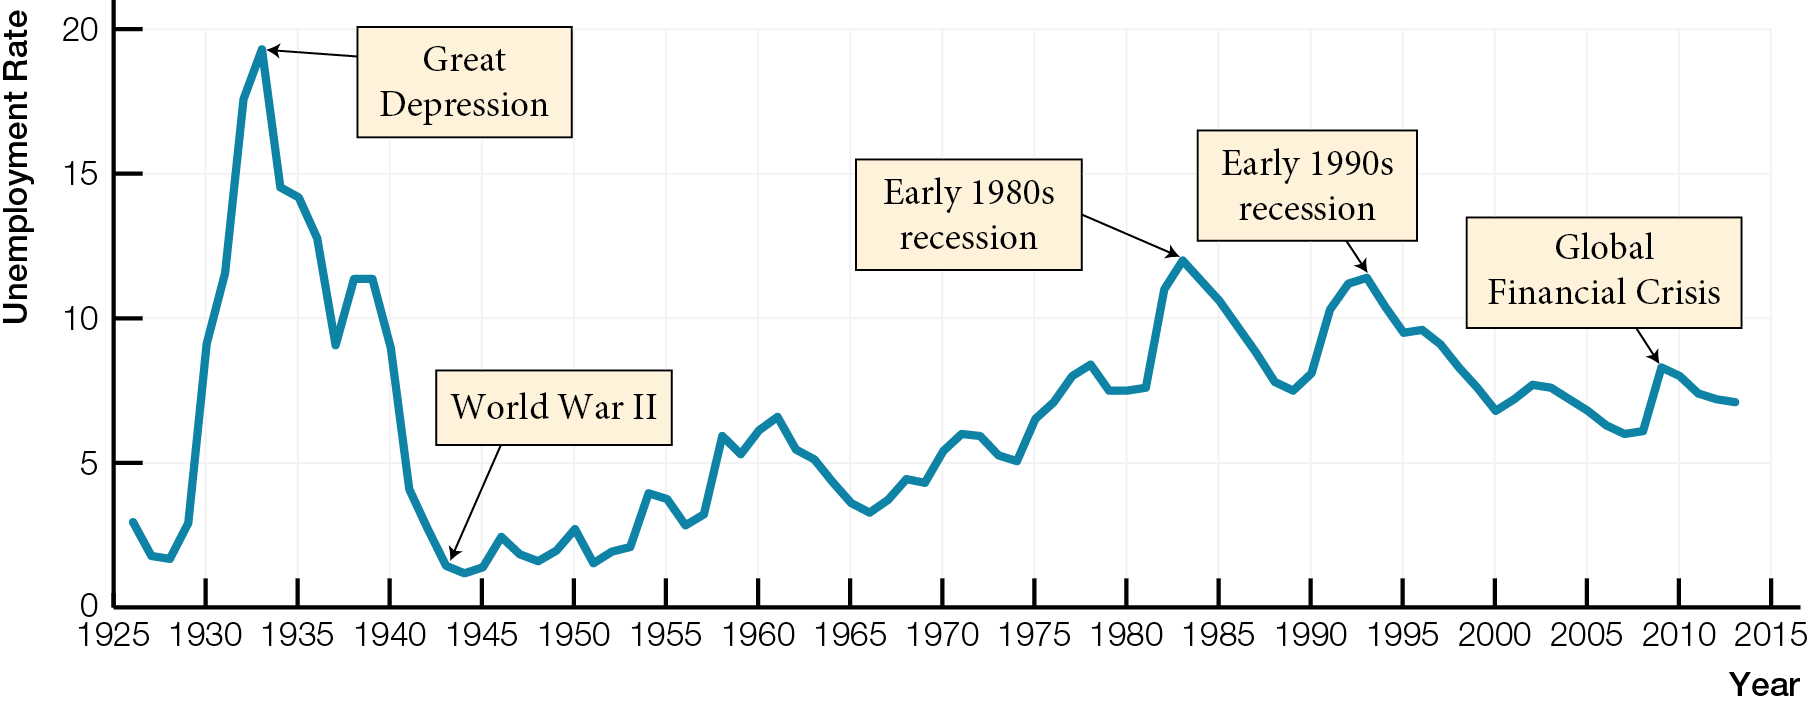 Unemployment Rate
20
15
10
5
0
Great
Depression
World War II
Early 1980s
recession
Early 1990s
recession
Global
Financial Crisis
1925 1930 1935 1940 1945 1950 1955 1960 1965 1970 1975 1980 1985 1990 1995 2000 2005 2010 2015
Year